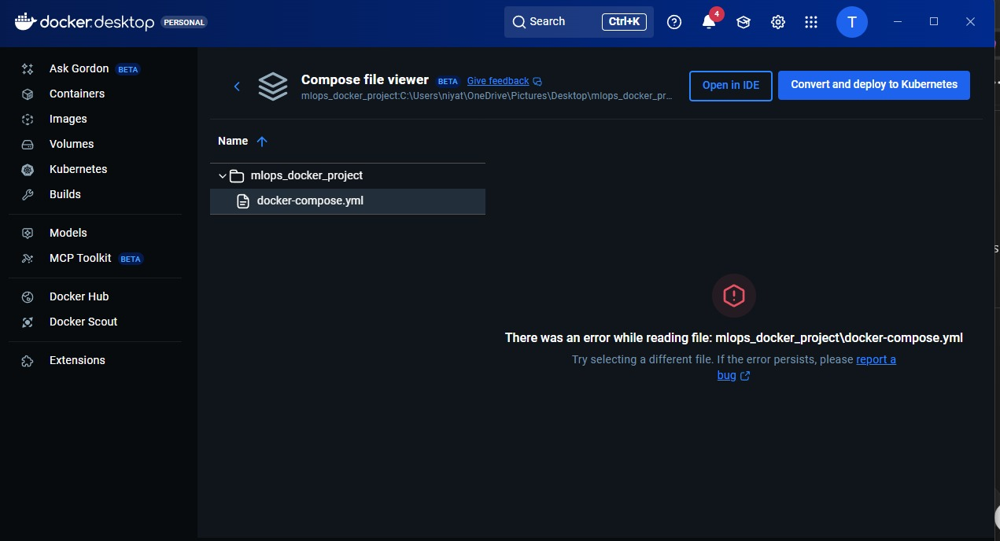 docker.desktop PERSONAL
Search Ctrl+K
4
T
Ask Gordon BETA
Containers
Images
Volumes
Kubernetes
Builds
Models
MCP Toolkit BETA
Docker Hub
Docker Scout
Extensions
Compose file viewer BETA Give feedback
mlops_docker_project:C:\Users\niyat\OneDrive\Pictures\Desktop\mlops_docker_pr...
Open in IDE
Convert and deploy to Kubernetes
Name
mlops_docker_project
docker-compose.yml
There was an error while reading file: mlops_docker_project\docker-compose.yml
Try selecting a different file. If the error persists, please report a
bug